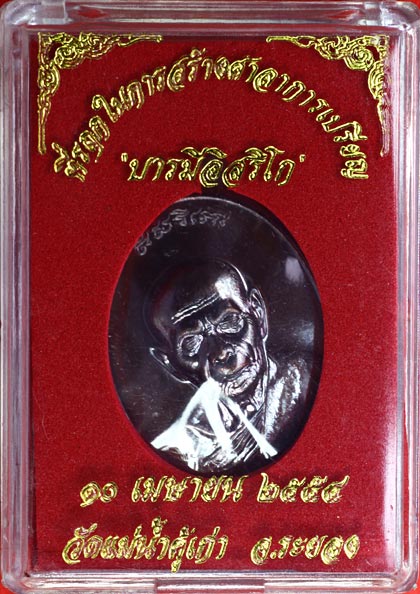 ที่ระลึกในการสร้างศาลาการเปรียญ
'บารมีอิสริโก'
๑๐ เมษายน ๒๕๕๔
วัดแม่น้ำคู้เก่า จ.ระยอง